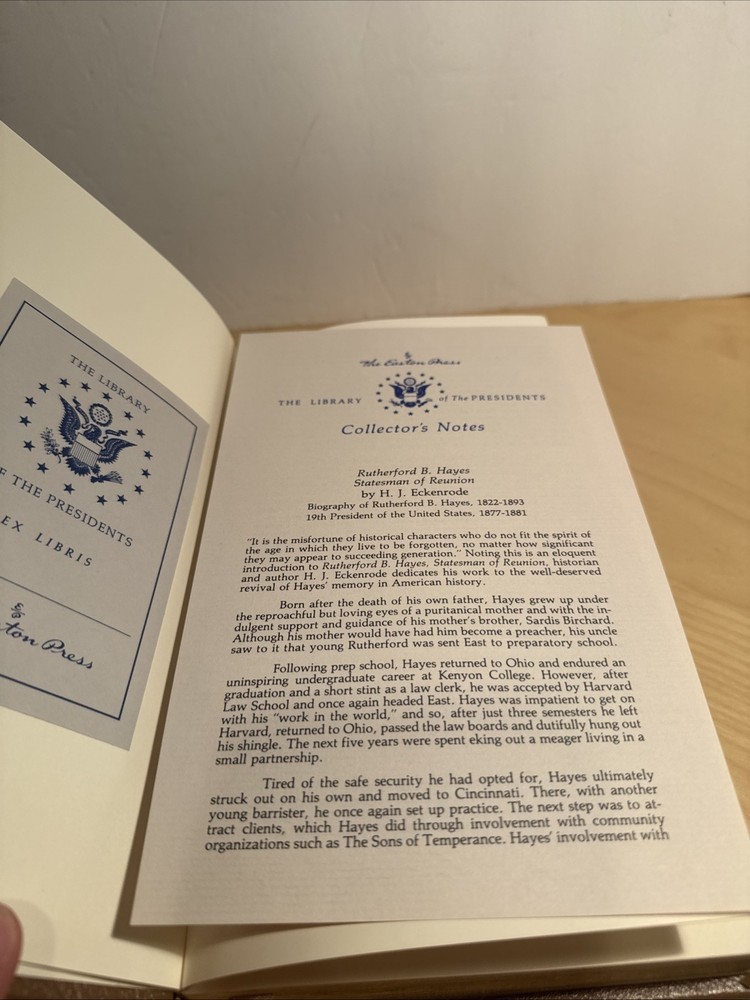 THE LIBRARY
OF THE PRESIDENTS
EX LIBRIS
ton Press
The Easton Press
THE LIBRARY of The PRESIDENTS
Collector's Notes
Rutherford B. Hayes
Statesman of Reunion
by H. J. Eckenrode
Biography of Rutherford B. Hayes, 1822-1893
19th President of the United States, 1877-1881
"It is the misfortune of historical characters who do not fit the spirit of
the age in which they live to be forgotten, no matter how significant
they may appear to succeeding generation." Noting this is an eloquent
introduction to Rutherford B. Hayes, Statesman of Reunion, historian
and author H. J. Eckenrode dedicates his work to the well-deserved
revival of Hayes' memory in American history.
Born after the death of his own father, Hayes grew up under
the reproachful but loving eyes of a puritanical mother and with the in-
dulgent support and guidance of his mother's brother, Sardis Birchard.
Although his mother would have had him become a preacher, his uncle
saw to it that young Rutherford was sent East to preparatory school.
Following prep school, Hayes returned to Ohio and endured an
uninspiring undergraduate career at Kenyon College. However, after
graduation and a short stint as a law clerk, he was accepted by Harvard
Law School and once again headed East. Hayes was impatient to get on
with his "work in the world," and so, after just three semesters he left
Harvard, returned to Ohio, passed the law boards and dutifully hung out
his shingle. The next five years were spent eking out a meager living in a
small partnership.
Tired of the safe security he had opted for, Hayes ultimately
struck out on his own and moved to Cincinnati. There, with another
young barrister, he once again set up practice. The next step was to at-
tract clients, which Hayes did through involvement with community
organizations such as The Sons of Temperance. Hayes' involvement with